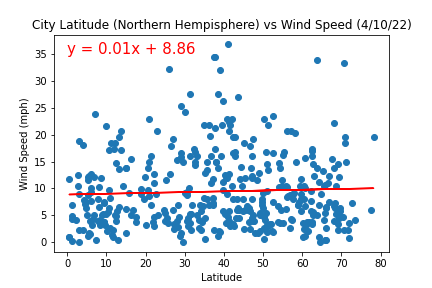 City Latitude (Northern Hempisphere) vs Wind Speed (4/10/22)
y = 0.01x + 8.86
35
30
25
20
15
10
5
0
Wind Speed (mph)
0 10 20 30 40 50 60 70 80
Latitude